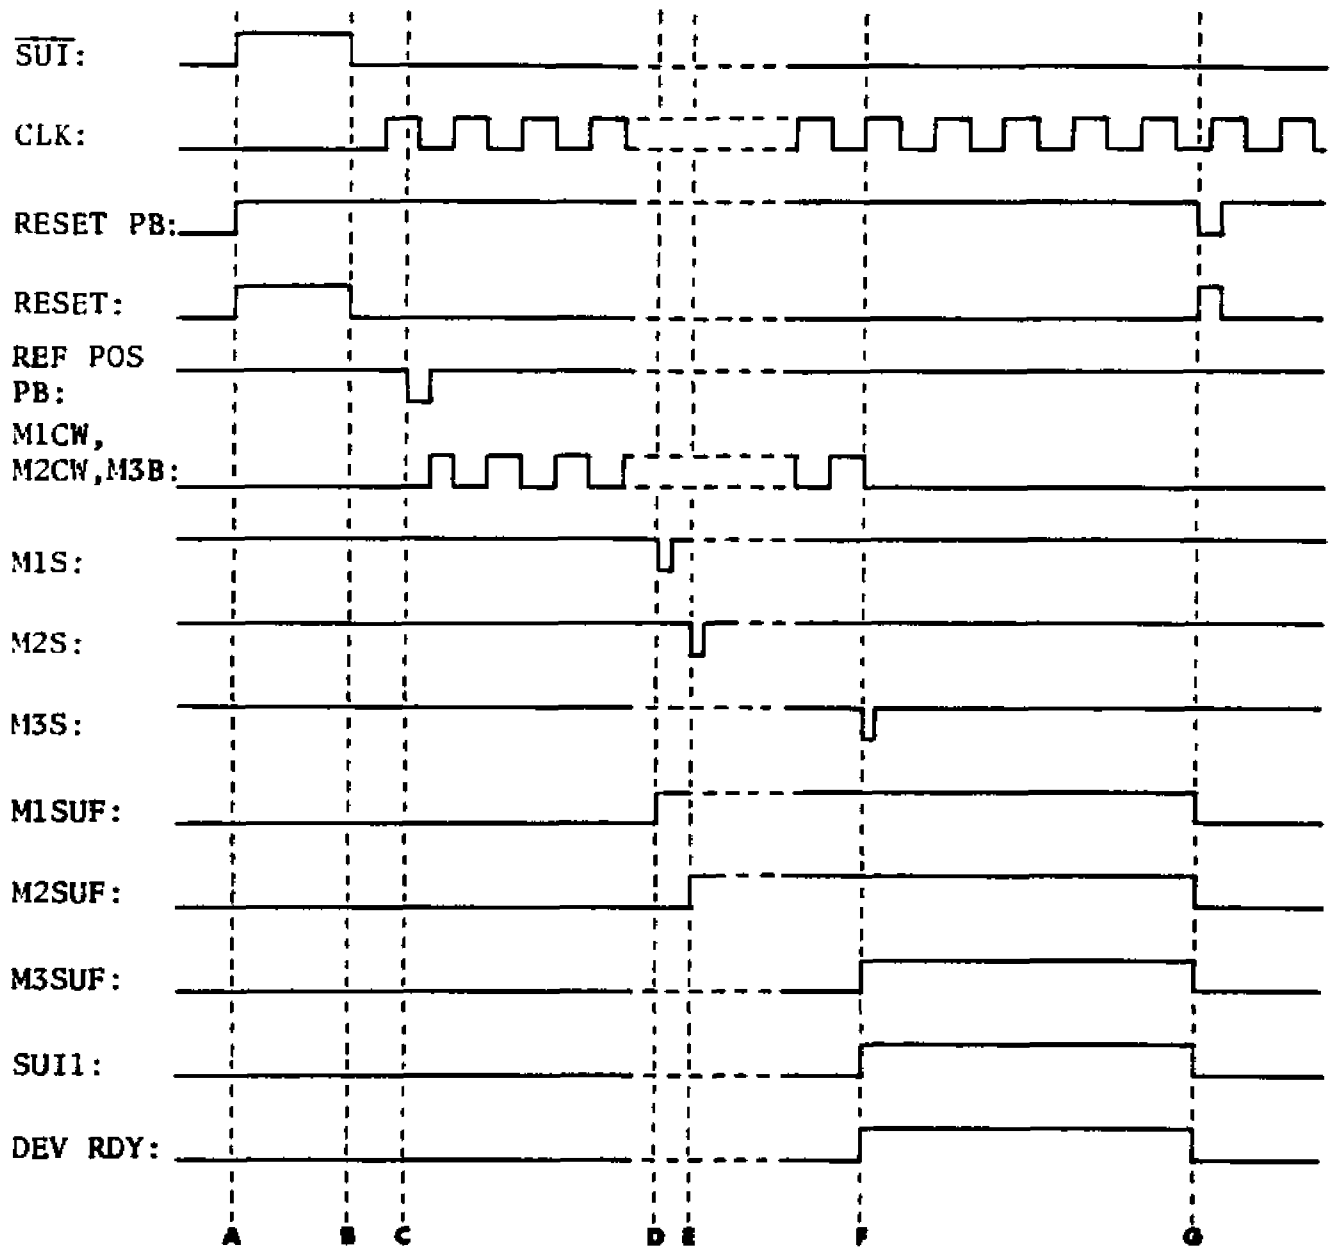 S̅U̅I̅:
CLK:
RESET PB:
RESET:
REF POS
PB:
M1CW,
M2CW,M3B:
M1S:
M2S:
M3S:
M1SUF:
M2SUF:
M3SUF:
SUI1:
DEV RDY:
A B C D E F G